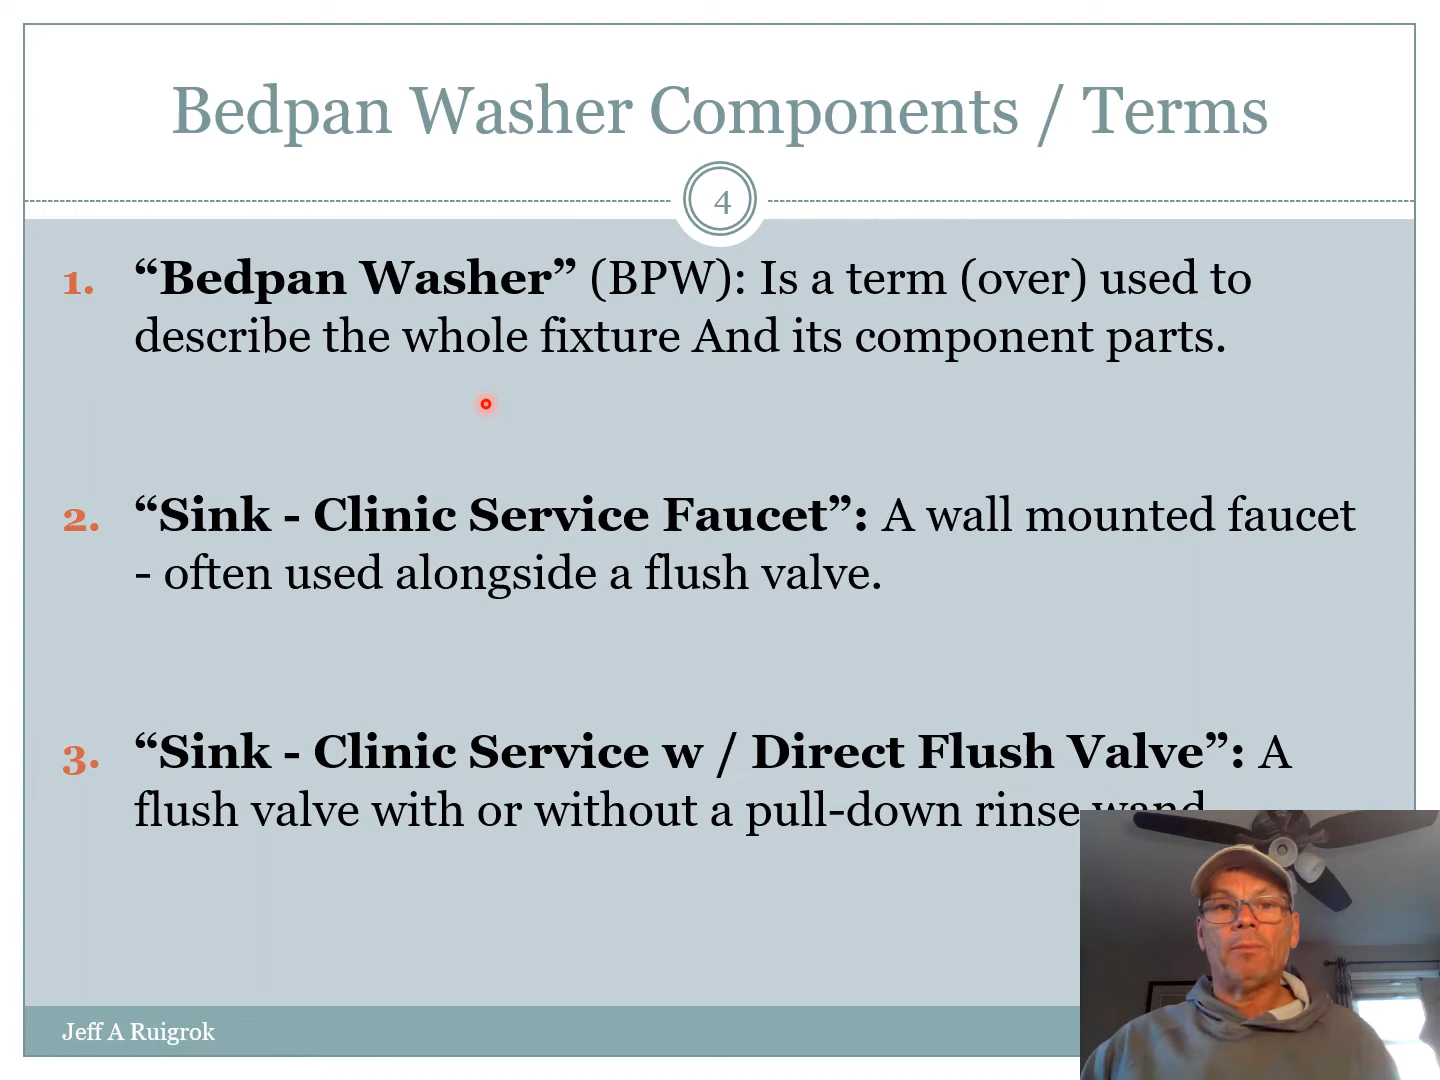 Bedpan Washer Components / Terms
4
1. “Bedpan Washer” (BPW): Is a term (over) used to
describe the whole fixture And its component parts.
2. “Sink - Clinic Service Faucet”: A wall mounted faucet
- often used alongside a flush valve.
3. “Sink - Clinic Service w / Direct Flush Valve”: A
flush valve with or without a pull-down rinse wand
Jeff A Ruigrok